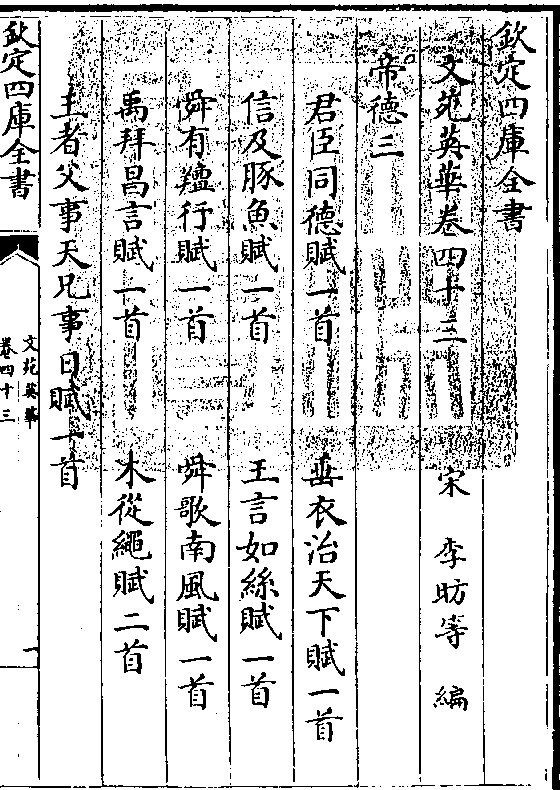 欽定四庫全書
文苑英華卷四十三　宋　李昉等　編
帝德三
君臣同德賦一首　垂衣治天下賦一首
信及豚魚賦一首　王言如絲賦一首
舜有羶行賦一首　舜歌南風賦一首
禹拜昌言賦一首　木從繩賦二首
王者父事天兄事日賦一首
欽定四庫全書
文苑英華
卷四十三
一